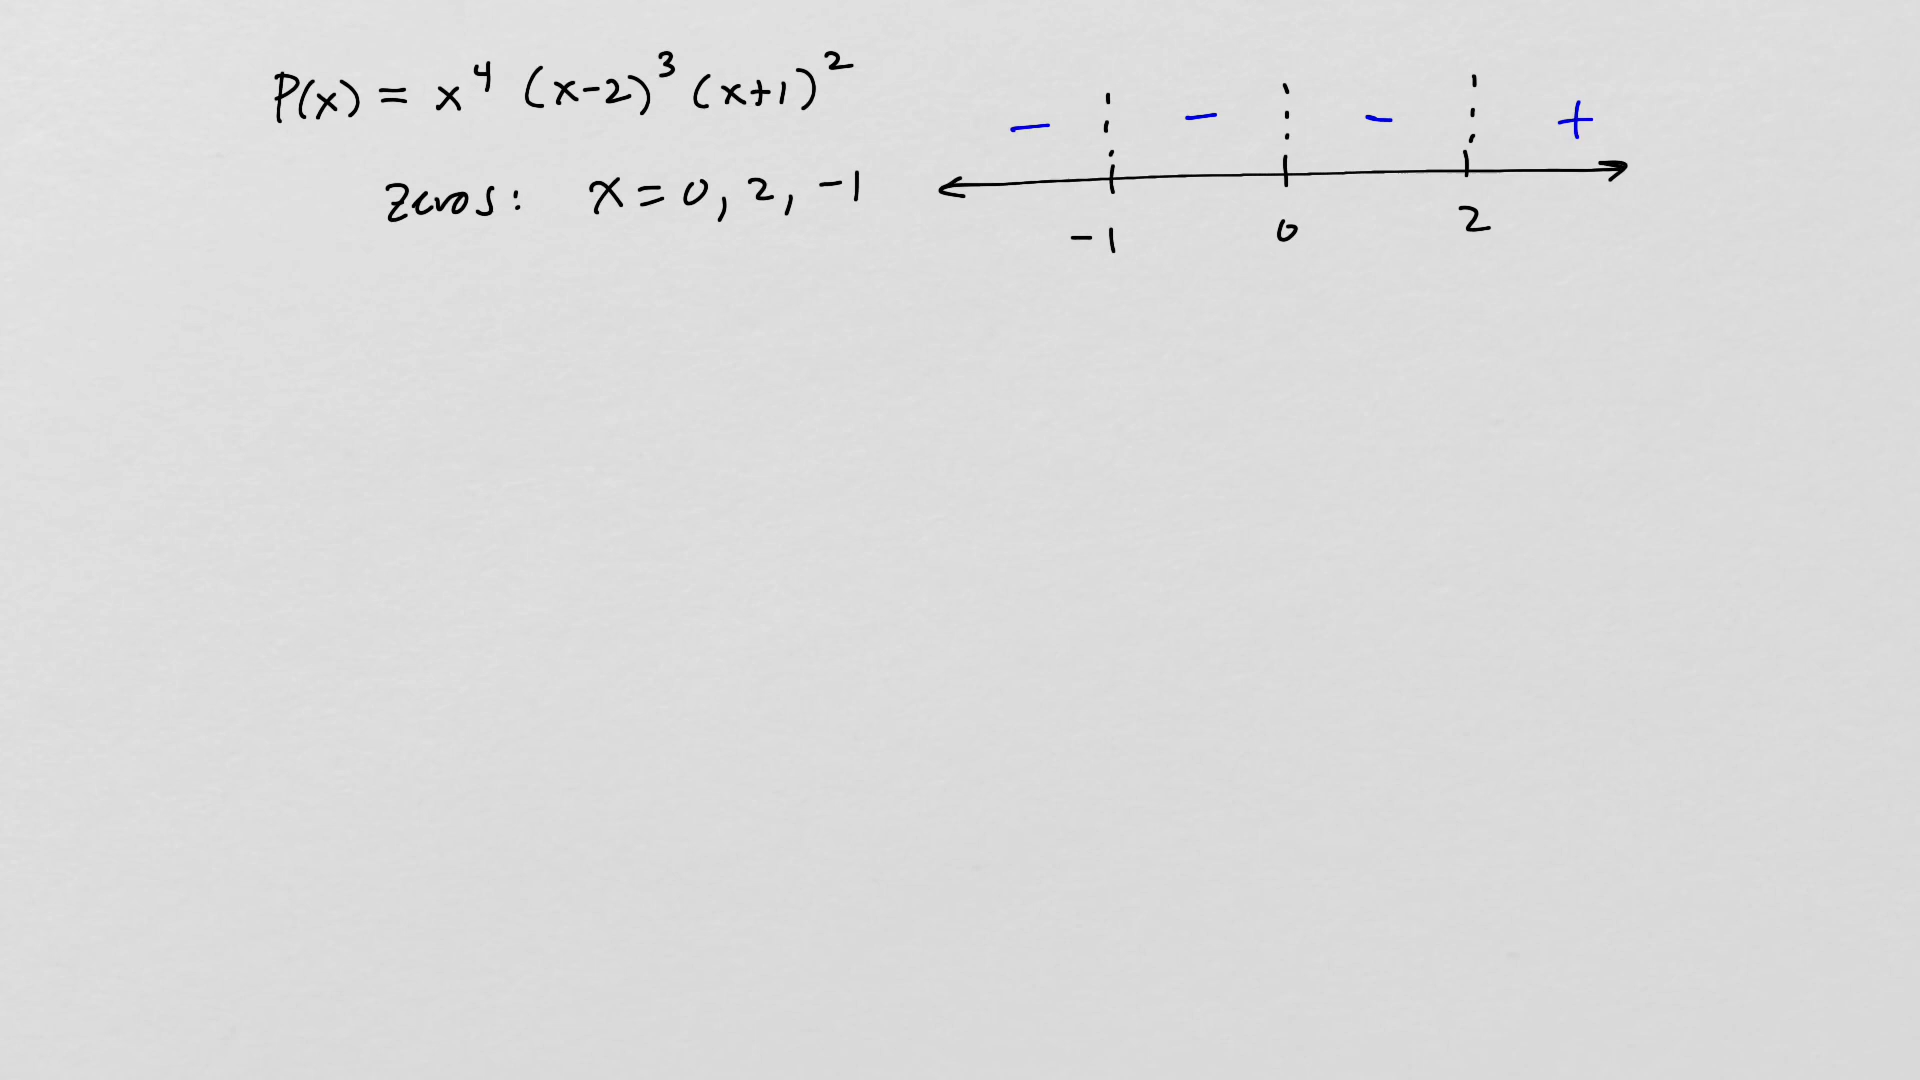 P(x) = x⁴ (x-2)³ (x+1)²
zeros: x = 0, 2, -1
- - - +
-1 0 2